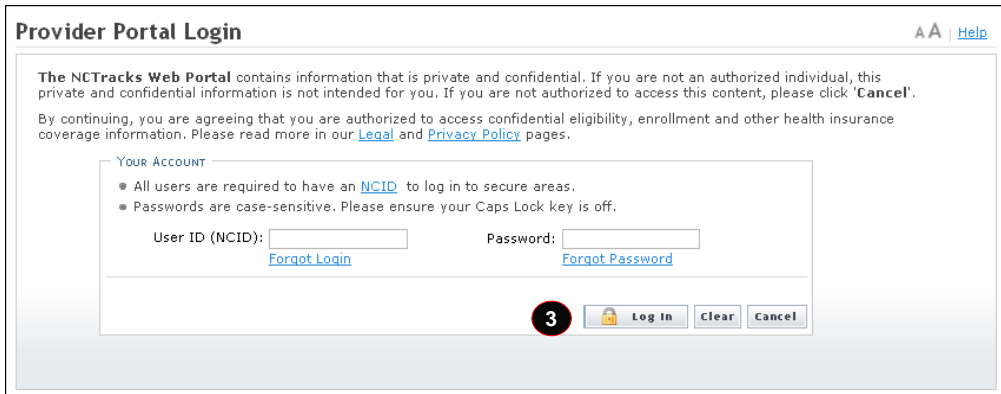 Provider Portal Login
A A | Help
The NCTracks Web Portal contains information that is private and confidential. If you are not an authorized individual, this
private and confidential information is not intended for you. If you are not authorized to access this content, please click 'Cancel'.
By continuing, you are agreeing that you are authorized to access confidential eligibility, enrollment and other health insurance
coverage information. Please read more in our Legal and Privacy Policy pages.
YOUR ACCOUNT
All users are required to have an NCID to log in to secure areas.
Passwords are case-sensitive. Please ensure your Caps Lock key is off.
User ID (NCID): Password:
Forgot Login Forgot Password
3 Log In Clear Cancel